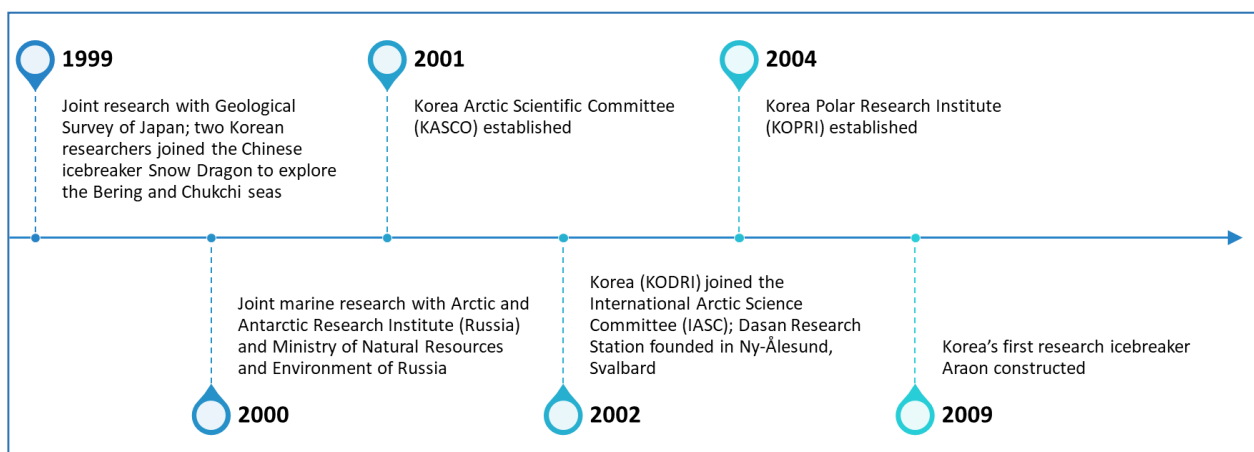 1999
Joint research with Geological
Survey of Japan; two Korean
researchers joined the Chinese
icebreaker Snow Dragon to explore
the Bering and Chukchi seas
2000
Joint marine research with Arctic and
Antarctic Research Institute (Russia)
and Ministry of Natural Resources
and Environment of Russia
2001
Korea Arctic Scientific Committee
(KASCO) established
2002
Korea (KODRI) joined the
International Arctic Science
Committee (IASC); Dasan Research
Station founded in Ny-Ålesund,
Svalbard
2004
Korea Polar Research Institute
(KOPRI) established
2009
Korea’s first research icebreaker
Araon constructed